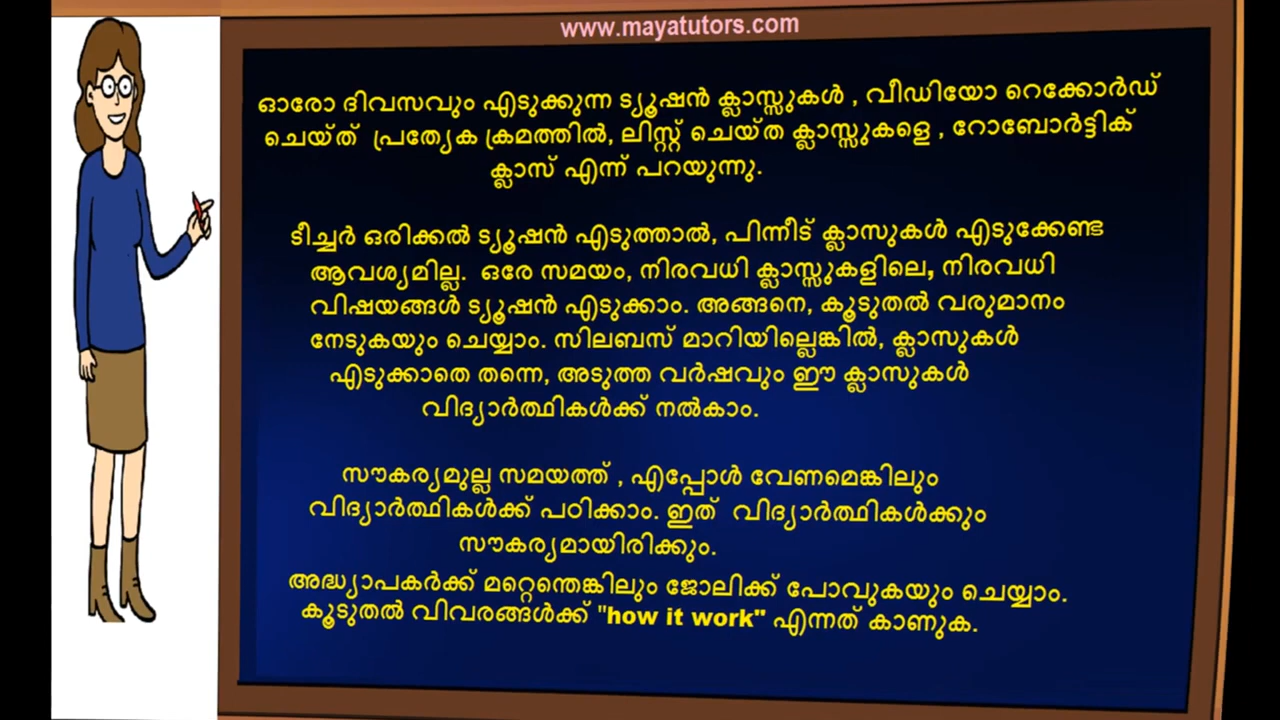 www.mayatutors.com
ഓരോ ദിവസവും എടുക്കുന്ന ട്യൂഷൻ ക്ലാസ്സുകൾ , വീഡിയോ റെക്കോർഡ്
ചെയ്ത് പ്രത്യേക ക്രമത്തിൽ, ലിസ്റ്റ് ചെയ്ത ക്ലാസ്സുകളെ , റോബോർട്ടിക്
ക്ലാസ് എന്ന് പറയുന്നു.
ടീച്ചർ ഒരിക്കൽ ട്യൂഷൻ എടുത്താൽ, പിന്നീട് ക്ലാസുകൾ എടുക്കേണ്ട
ആവശ്യമില്ല. ഒരേ സമയം, നിരവധി ക്ലാസ്സുകളിലെ, നിരവധി
വിഷയങ്ങൾ ട്യൂഷൻ എടുക്കാം. അങ്ങനെ, കൂടുതൽ വരുമാനം
നേടുകയും ചെയ്യാം. സിലബസ് മാറിയില്ലെങ്കിൽ, ക്ലാസുകൾ
എടുക്കാതെ തന്നെ, അടുത്ത വർഷവും ഈ ക്ലാസുകൾ
വിദ്യാർത്ഥികൾക്ക് നൽകാം.
സൗകര്യമുല്ല സമയത്ത് , എപ്പോൾ വേണമെങ്കിലും
വിദ്യാർത്ഥികൾക്ക് പഠിക്കാം. ഇത് വിദ്യാർത്ഥികൾക്കും
സൗകര്യമായിരിക്കും.
അദ്ധ്യാപകർക്ക് മറ്റെന്തെങ്കിലും ജോലിക്ക് പോവുകയും ചെയ്യാം.
കൂടുതൽ വിവരങ്ങൾക്ക് "how it work" എന്നത് കാണുക.